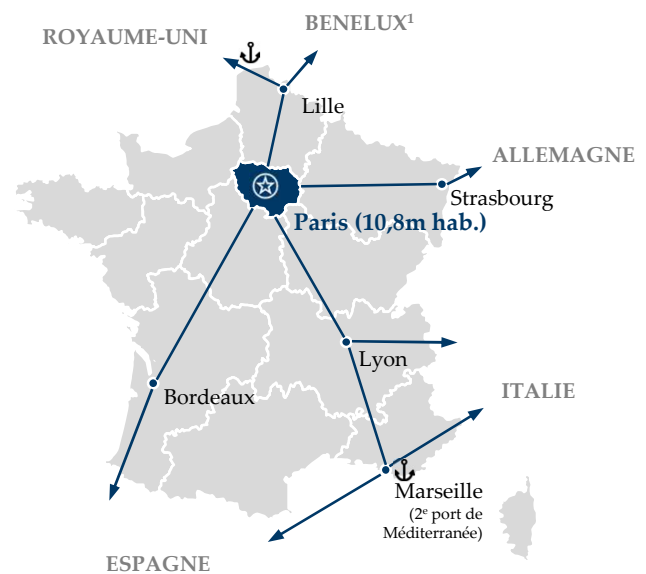 BENELUX¹
ROYAUME-UNI
Lille
ALLEMAGNE
Strasbourg
Paris (10,8m hab.)
Lyon
ITALIE
Bordeaux
Marseille
(2ᵉ port de
Méditerranée)
ESPAGNE